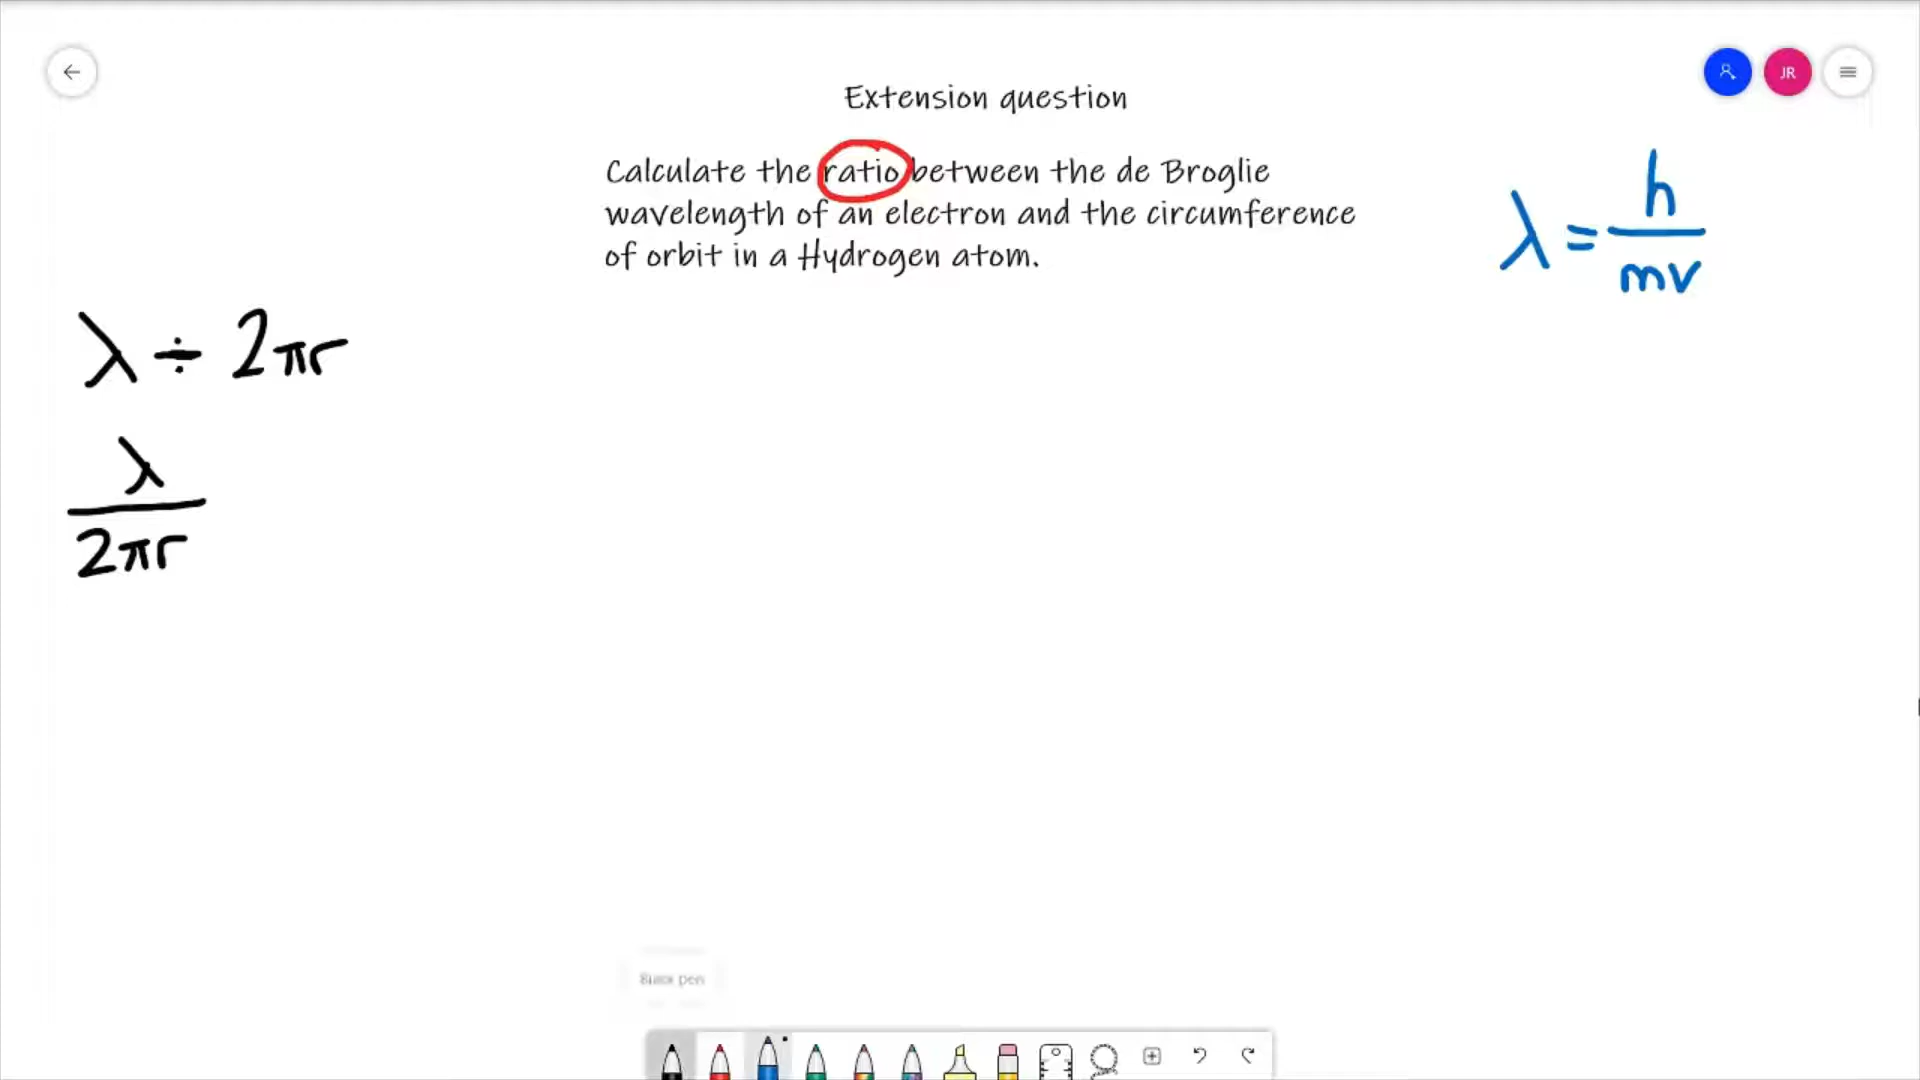 JR
Extension question
Calculate the ratio between the de Broglie
wavelength of an electron and the circumference
of orbit in a Hydrogen atom.
λ = h / mv
λ ÷ 2πr
λ / 2πr